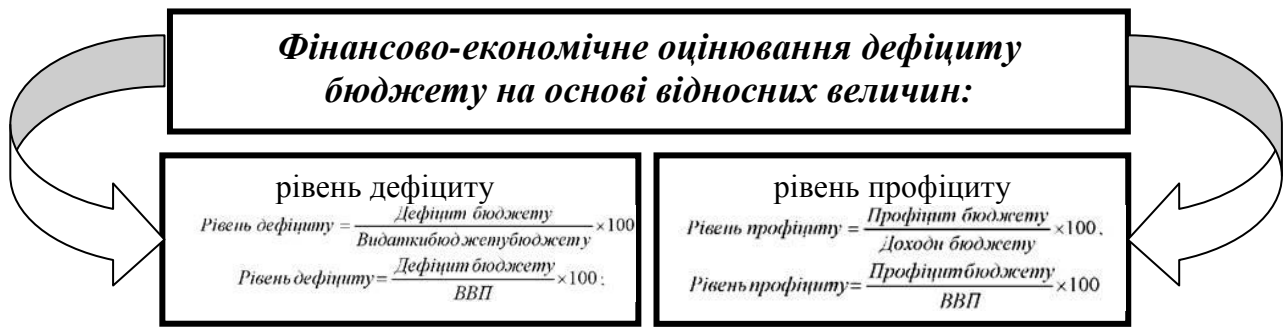 Фінансово-економічне оцінювання дефіциту
бюджету на основі відносних величин:
рівень дефіциту
Рівень дефіциту = Дефіцит бюджету / Видаткибюджетубюджету ×100
Рівень дефіциту= Дефіцит бюджету / ВВП ×100;
рівень профіциту
Рівень профіциту = Профіцит бюджету / Доходи бюджету ×100.
Рівень профіциту= Профіцитбюджету / ВВП ×100